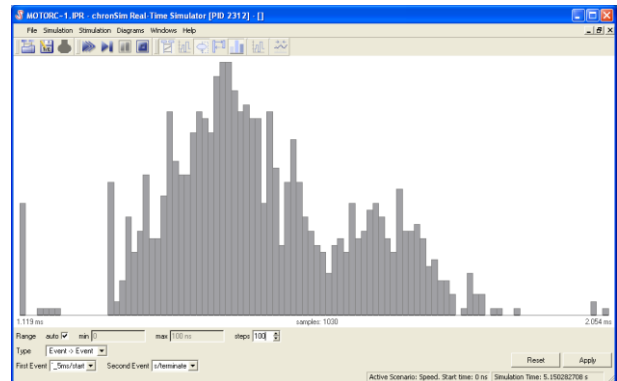 MOTORC-1.IPR - chronSim Real-Time Simulator [PID 2312] - []
File Simulation Stimulation Diagrams Windows Help
1.119 ms samples: 1030 2.054 ms
Range auto min 0 max 100 ns steps 100
Type Event -> Event
First Event "_5ms/start Second Event s/terminate
Reset Apply
Active Scenario: Speed. Start time: 0 ns Simulation Time: 5.150282708 s